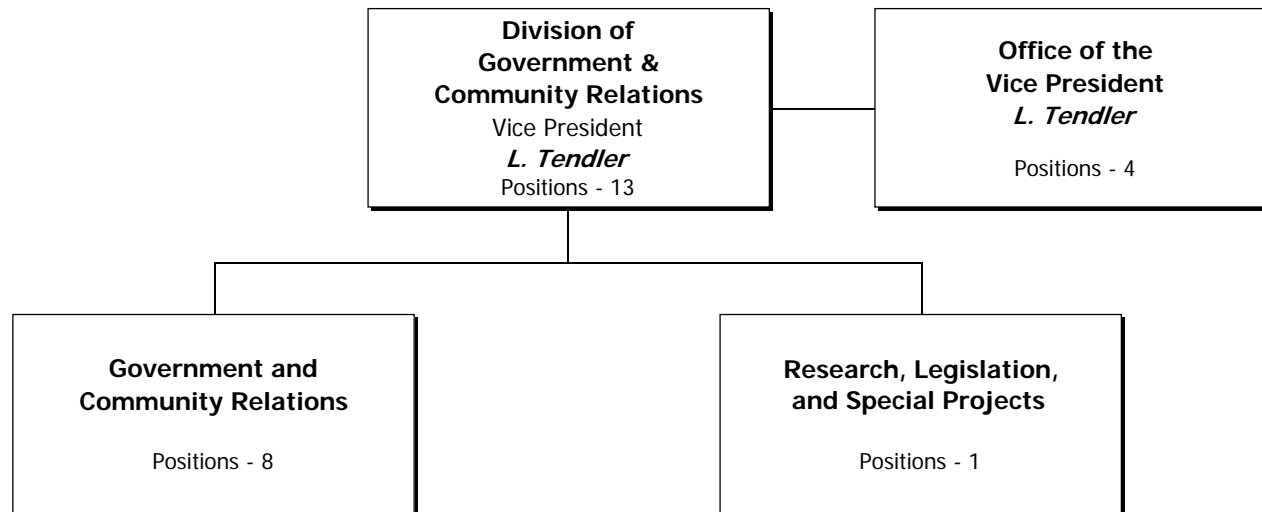 Division of
Government &
Community Relations
Vice President
L. Tendler
Positions - 13
Office of the
Vice President
L. Tendler
Positions - 4
Government and
Community Relations
Positions - 8
Research, Legislation,
and Special Projects
Positions - 1